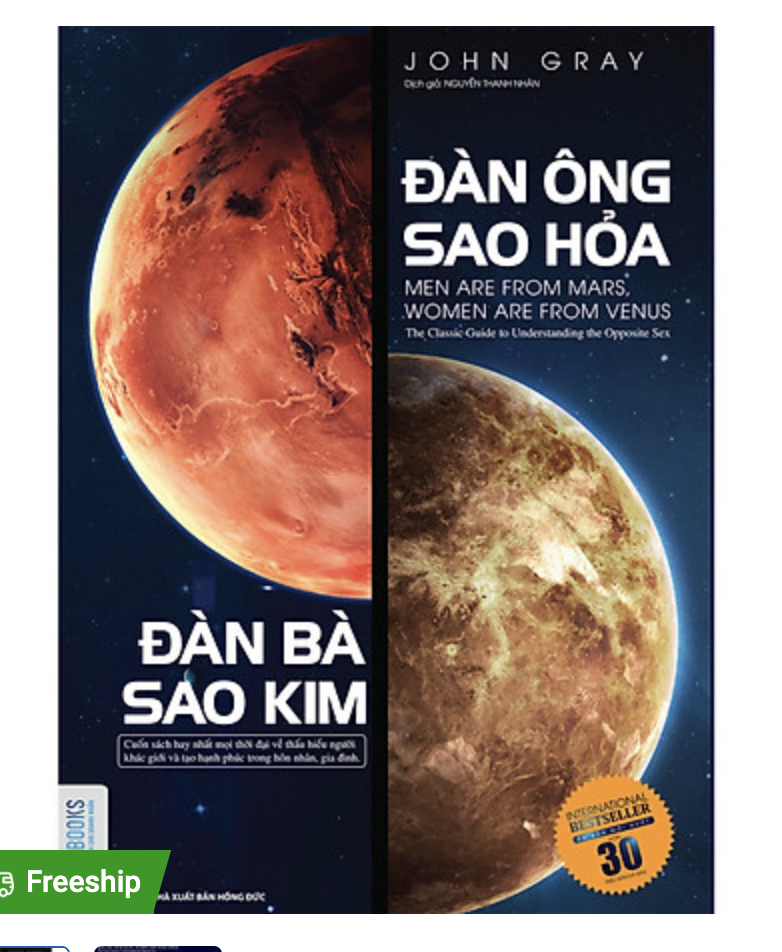 JOHN GRAY
Dịch giả: NGUYỄN THÀNH NHÂN
ĐÀN ÔNG
SAO HỎA
MEN ARE FROM MARS,
WOMEN ARE FROM VENUS
The Classic Guide to Understanding the Opposite Sex
ĐÀN BÀ
SAO KIM
Cuốn sách hay nhất mọi thời đại về thấu hiểu người
khác giới và tạo hạnh phúc trong hôn nhân, gia đình.
BOOKS
INTERNATIONAL
BESTSELLER
30
Freeship
HÀ XUẤT BẢN HỒNG ĐỨC